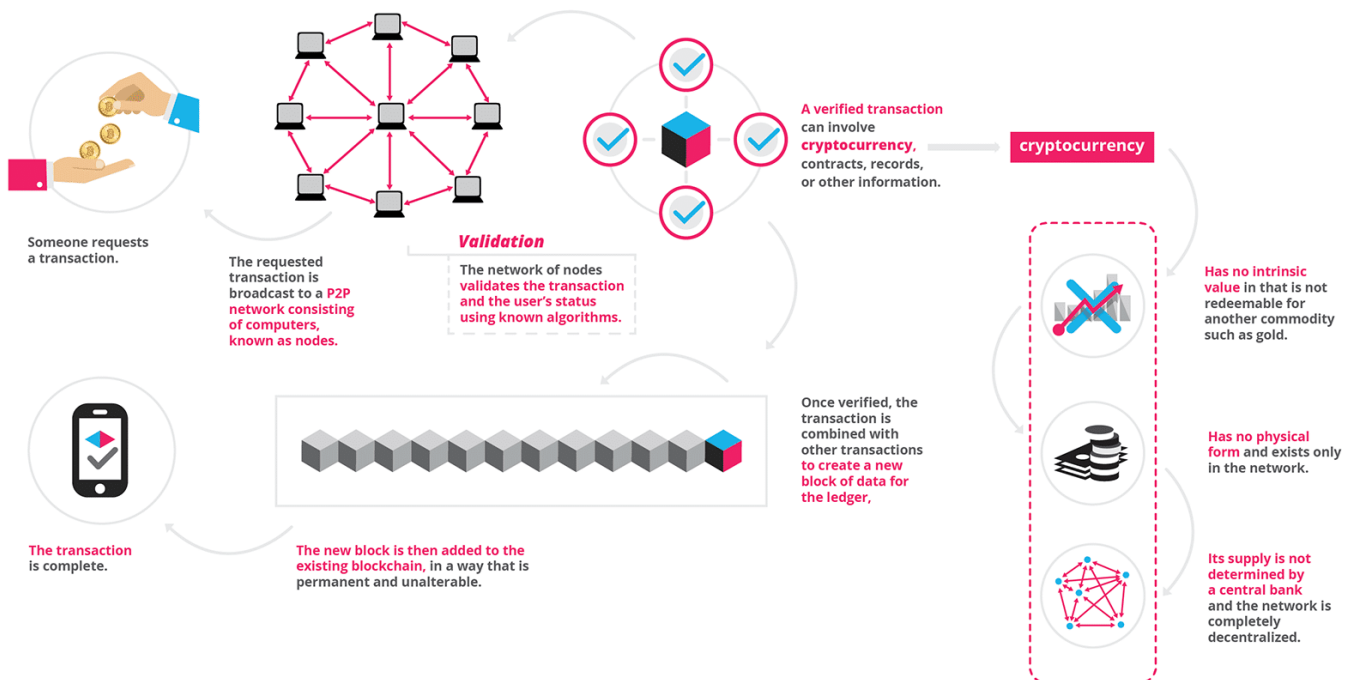 Someone requests
a transaction.
The requested
transaction is
broadcast to a P2P
network consisting
of computers,
known as nodes.
Validation
The network of nodes
validates the transaction
and the user's status
using known algorithms.
A verified transaction
can involve
cryptocurrency,
contracts, records,
or other information.
cryptocurrency
Has no intrinsic
value in that is not
redeemable for
another commodity
such as gold.
Has no physical
form and exists only
in the network.
Its supply is not
determined by
a central bank
and the network is
completely
decentralized.
Once verified, the
transaction is
combined with
other transactions
to create a new
block of data for
the ledger,
The new block is then added to the
existing blockchain, in a way that is
permanent and unalterable.
The transaction
is complete.